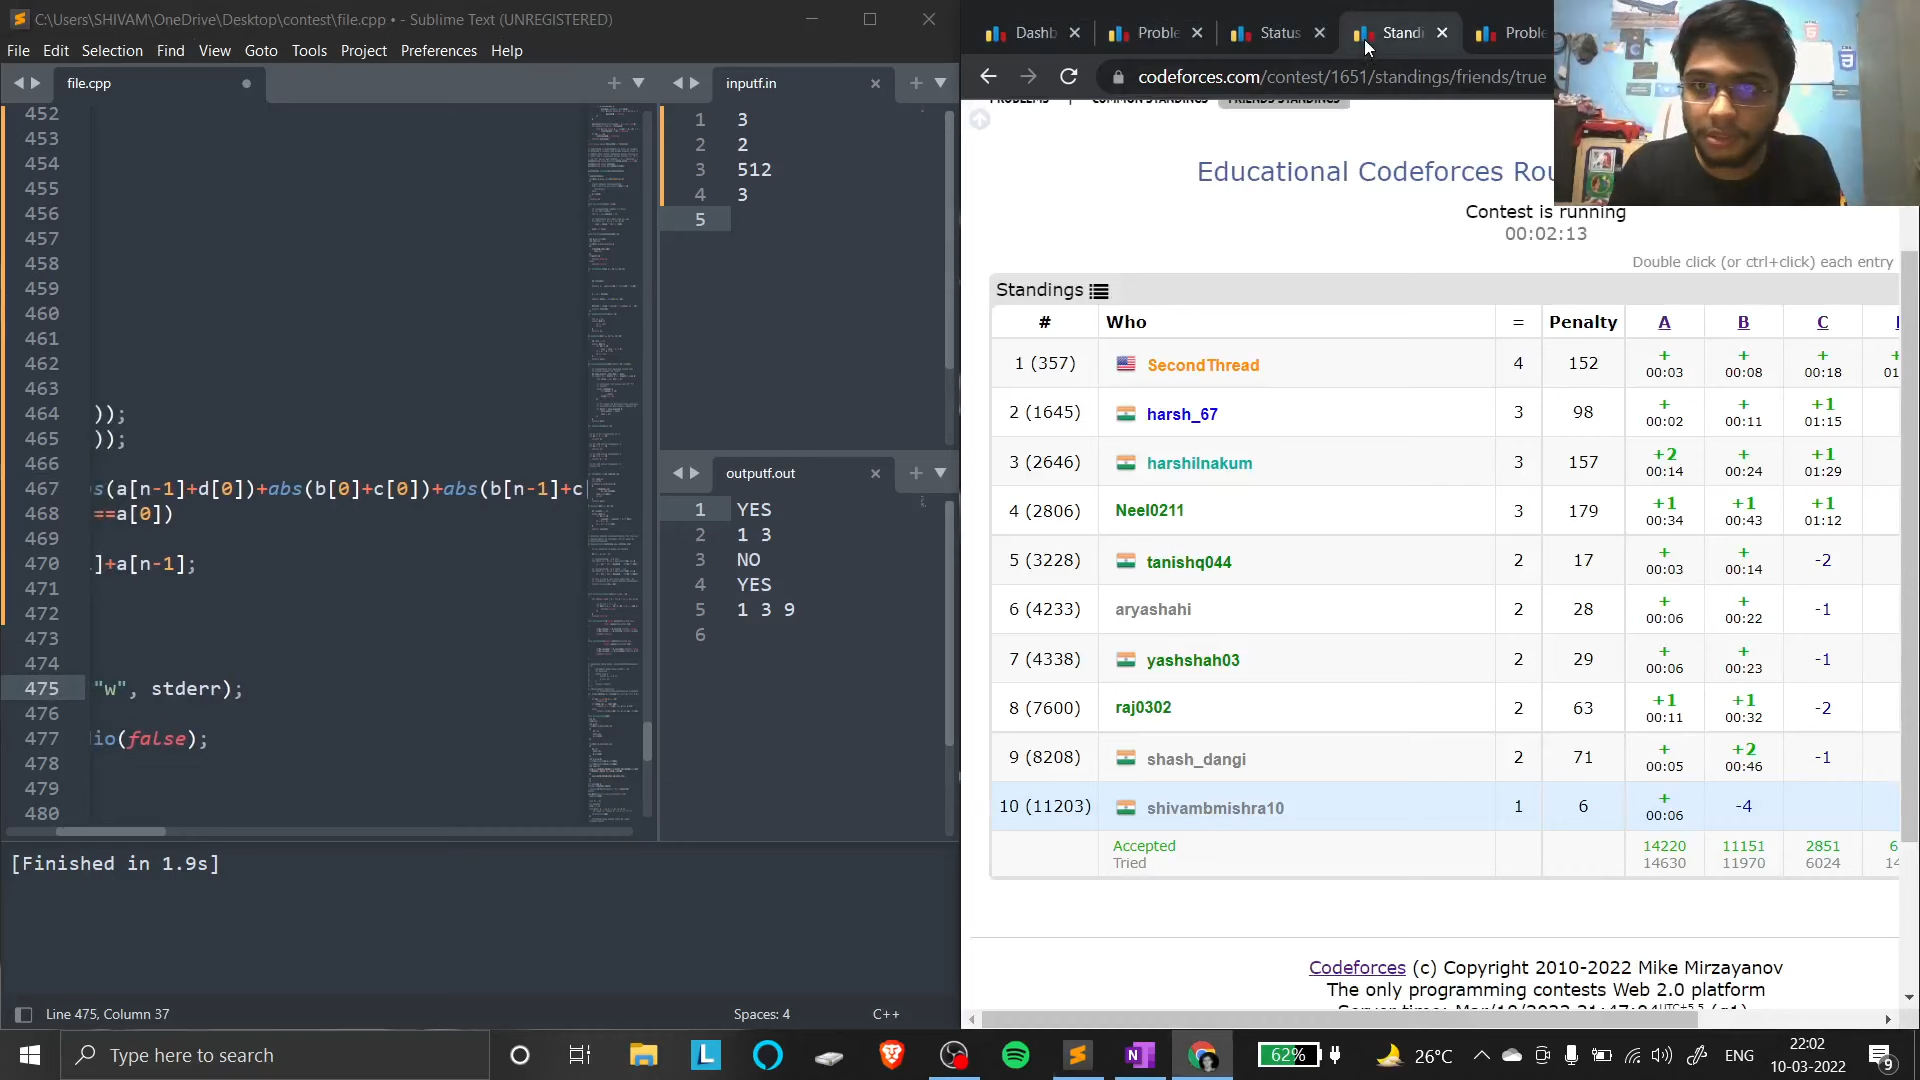 C:\Users\SHIVAM\OneDrive\Desktop\contest\file.cpp • - Sublime Text (UNREGISTERED)
File Edit Selection Find View Goto Tools Project Preferences Help
file.cpp
452
453
454
455
456
457
458
459
460
461
462
463
464 ));
465 ));
466
467 s(a[n-1]+d[0])+abs(b[0]+c[0])+abs(b[n-1]+c
468 ==a[0])
469
470 ]+a[n-1];
471
472
473
474
475 "w", stderr);
476
477 io(false);
478
479
480
[Finished in 1.9s]
Line 475, Column 37 Spaces: 4 C++
inputf.in
1 3
2 2
3 512
4 3
5
outputf.out
1 YES
2 1 3
3 NO
4 YES
5 1 3 9
6
Dashb Proble Status Standi Proble
codeforces.com/contest/1651/standings/friends/true
PROBLEMS | COMMON STANDINGS FRIENDS STANDINGS
Educational Codeforces Rou
Contest is running
00:02:13
Double click (or ctrl+click) each entry
Standings
# Who = Penalty A B C
1 (357) SecondThread 4 152 + 00:03 + 00:08 + 00:18 + 01
2 (1645) harsh_67 3 98 + 00:02 + 00:11 +1 01:15
3 (2646) harshilnakum 3 157 +2 00:14 + 00:24 +1 01:29
4 (2806) Neel0211 3 179 +1 00:34 +1 00:43 +1 01:12
5 (3228) tanishq044 2 17 + 00:03 + 00:14 -2
6 (4233) aryashahi 2 28 + 00:06 + 00:22 -1
7 (4338) yashshah03 2 29 + 00:06 + 00:23 -1
8 (7600) raj0302 2 63 +1 00:11 +1 00:32 -2
9 (8208) shash_dangi 2 71 + 00:05 +2 00:46 -1
10 (11203) shivambmishra10 1 6 + 00:06 -4
Accepted 14220 11151 2851 6
Tried 14630 11970 6024 14
Codeforces (c) Copyright 2010-2022 Mike Mirzayanov
The only programming contests Web 2.0 platform
Type here to search
62% 26°C ENG 22:02
10-03-2022
9